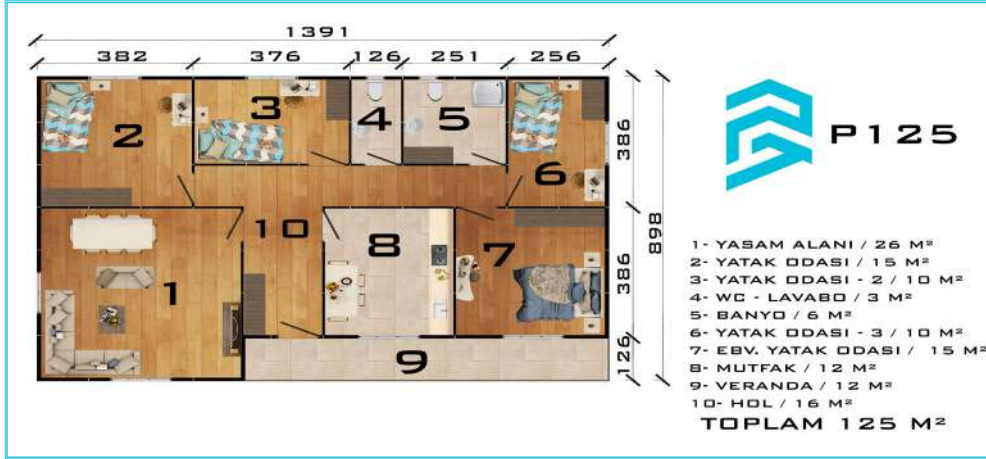 1391
382 376 126 251 256
2 3 4 5 6
386
P125
10 8 7 1
386
898
9
126
1- YASAM ALANI / 26 M²
2- YATAK ODASI / 15 M²
3- YATAK ODASI - 2 / 10 M²
4- WC - LAVABO / 3 M²
5- BANYO / 6 M²
6- YATAK ODASI - 3 / 10 M²
7- EBV. YATAK ODASI / 15 M²
8- MUTFAK / 12 M²
9- VERANDA / 12 M²
10- HOL / 16 M²
TOPLAM 125 M²